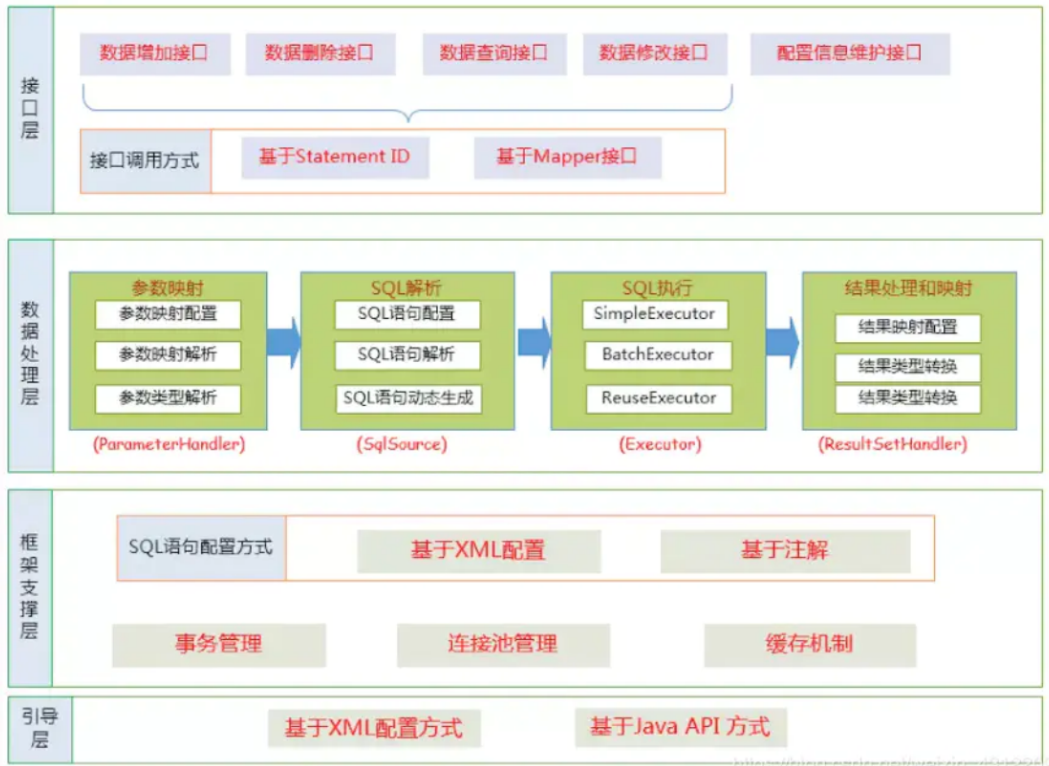 接口层
数据增加接口
数据删除接口
数据查询接口
数据修改接口
配置信息维护接口
接口调用方式
基于Statement ID
基于Mapper接口
数据处理层
参数映射
参数映射配置
参数映射解析
参数类型解析
(ParameterHandler)
SQL解析
SQL语句配置
SQL语句解析
SQL语句动态生成
(SqlSource)
SQL执行
SimpleExecutor
BatchExecutor
ReuseExecutor
(Executor)
结果处理和映射
结果映射配置
结果类型转换
结果类型转换
(ResultSetHandler)
框架支撑层
SQL语句配置方式
基于XML配置
基于注解
事务管理
连接池管理
缓存机制
引导
层
基于XML配置方式
基于Java API 方式